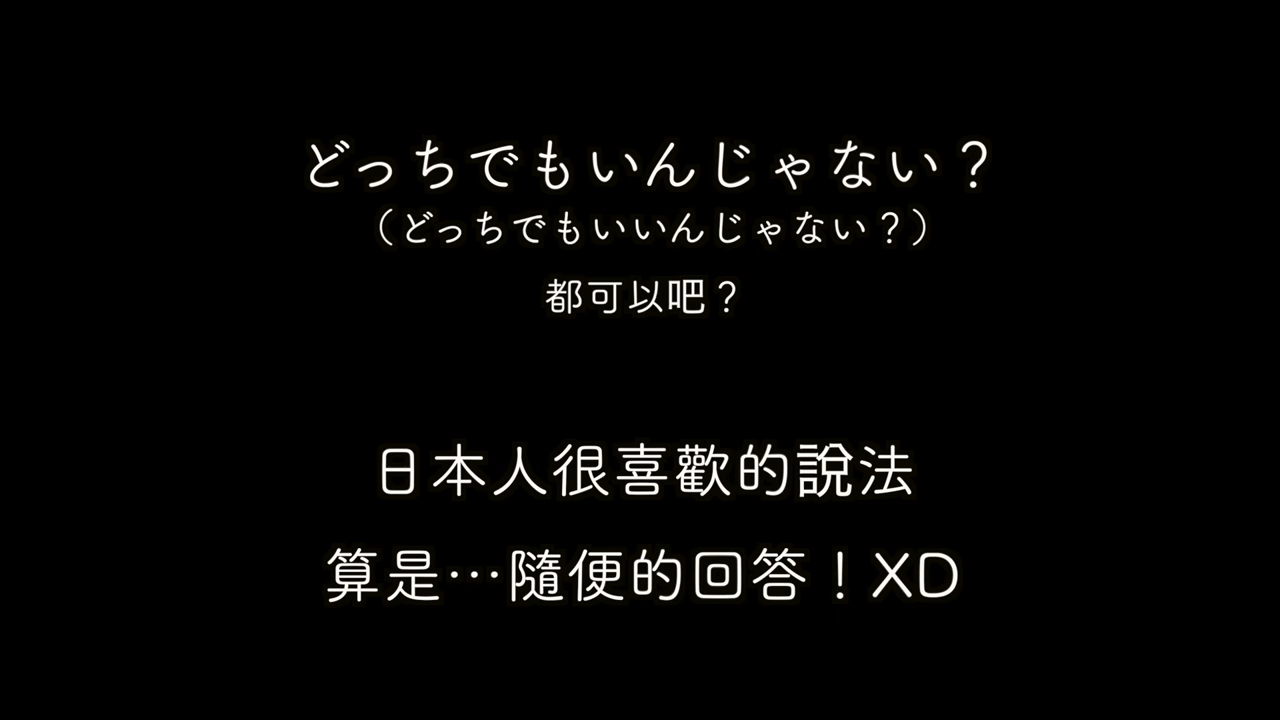 どっちでもいんじゃない？
（どっちでもいいんじゃない？）
都可以吧？
日本人很喜歡的說法
算是…隨便的回答！XD